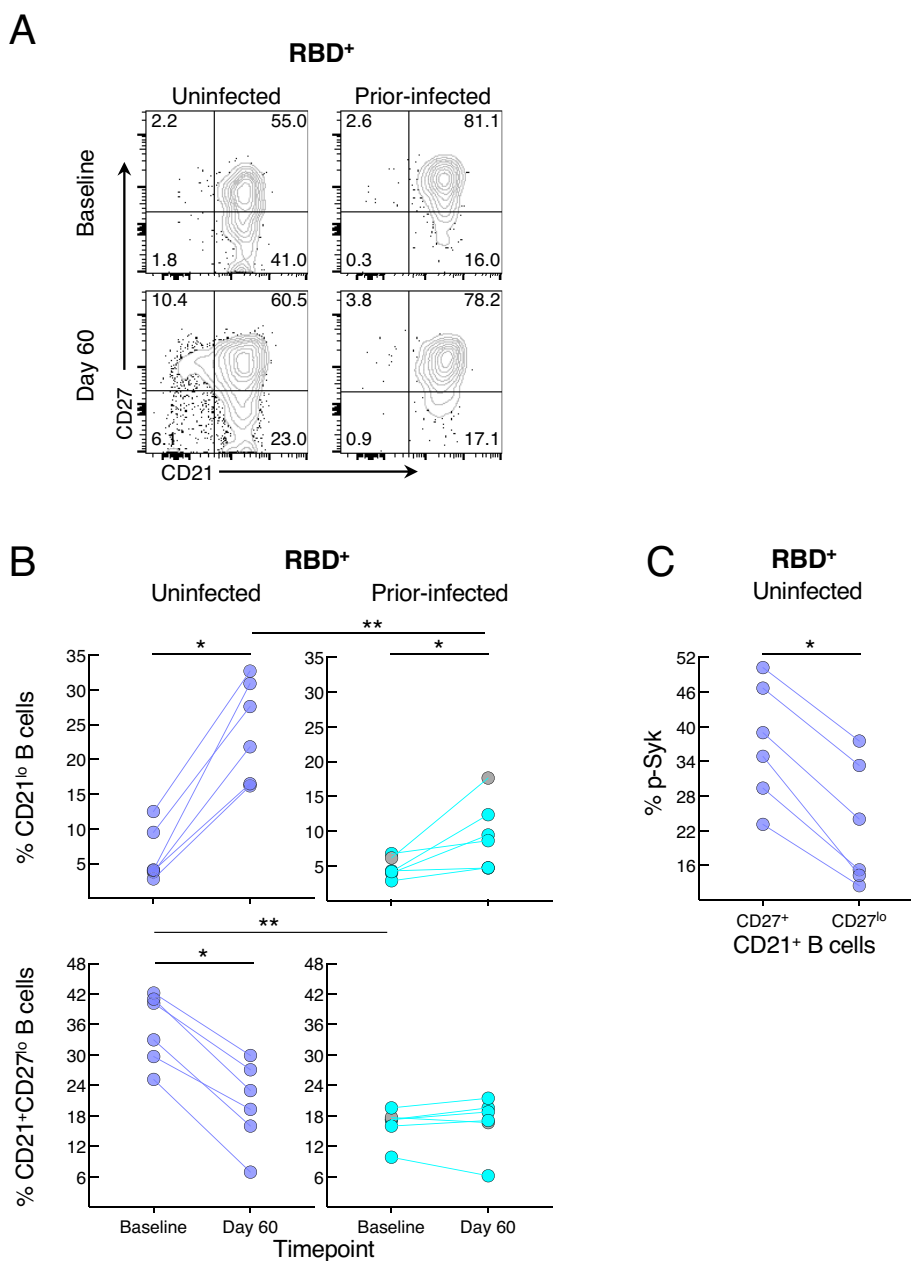 A
RBD⁺
Uninfected Prior-infected
Baseline
2.2 55.0
1.8 41.0
2.6 81.1
0.3 16.0
Day 60
10.4 60.5
6.1 23.0
3.8 78.2
0.9 17.1
CD27
CD21
B
RBD⁺
Uninfected Prior-infected
% CD21ˡᵒ B cells
35
30
25
20
15
10
5
*
**
35
30
25
20
15
10
5
*
% CD21⁺CD27ˡᵒ B cells
48
42
36
30
24
18
12
6
**
*
48
42
36
30
24
18
12
6
Baseline Day 60 Baseline Day 60
Timepoint
C
RBD⁺
Uninfected
*
% p-Syk
52
46
40
34
28
22
16
CD27⁺ CD27ˡᵒ
CD21⁺ B cells